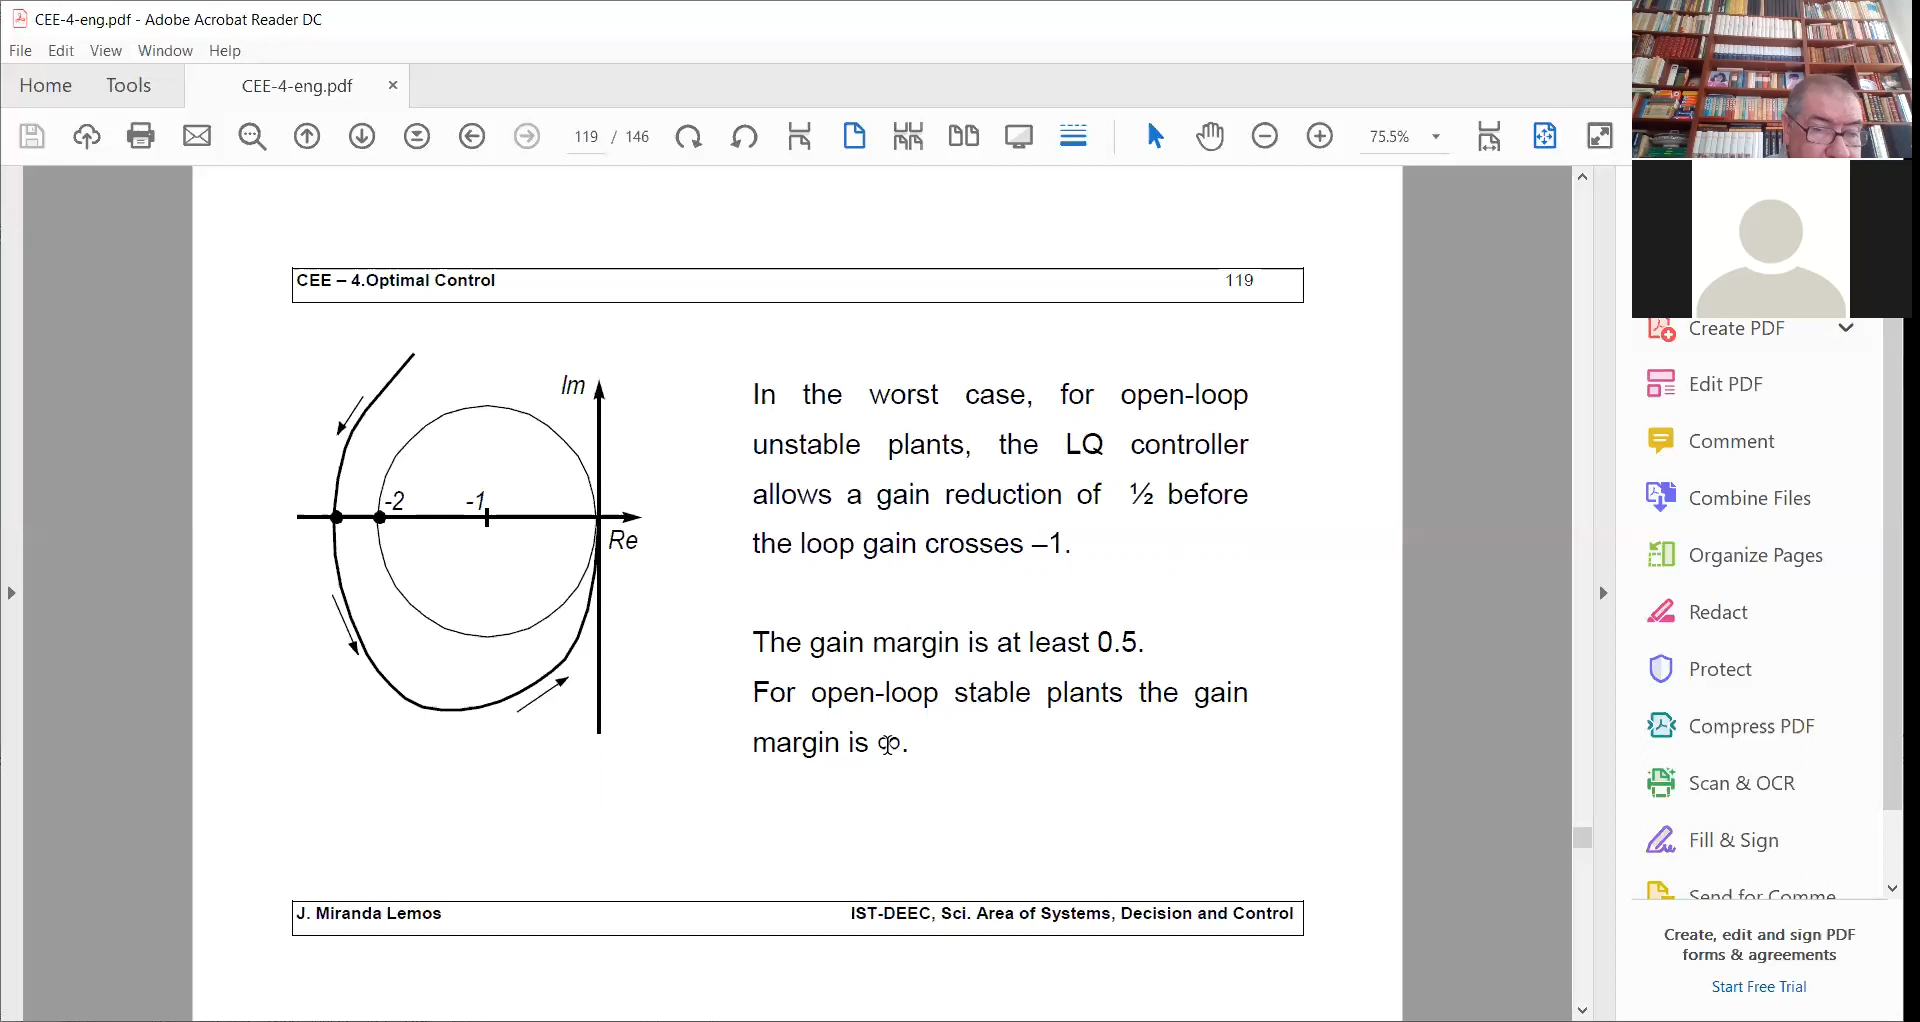 CEE-4-eng.pdf - Adobe Acrobat Reader DC
File Edit View Window Help
Home Tools CEE-4-eng.pdf ×
119 / 146 75.5%
CEE – 4.Optimal Control 119
Im
-2 -1
Re
In the worst case, for open-loop
unstable plants, the LQ controller
allows a gain reduction of ½ before
the loop gain crosses –1.
The gain margin is at least 0.5.
For open-loop stable plants the gain
margin is ∞.
J. Miranda Lemos IST-DEEC, Sci. Area of Systems, Decision and Control
Create PDF
Edit PDF
Comment
Combine Files
Organize Pages
Redact
Protect
Compress PDF
Scan & OCR
Fill & Sign
Send for Comme
Create, edit and sign PDF
forms & agreements
Start Free Trial